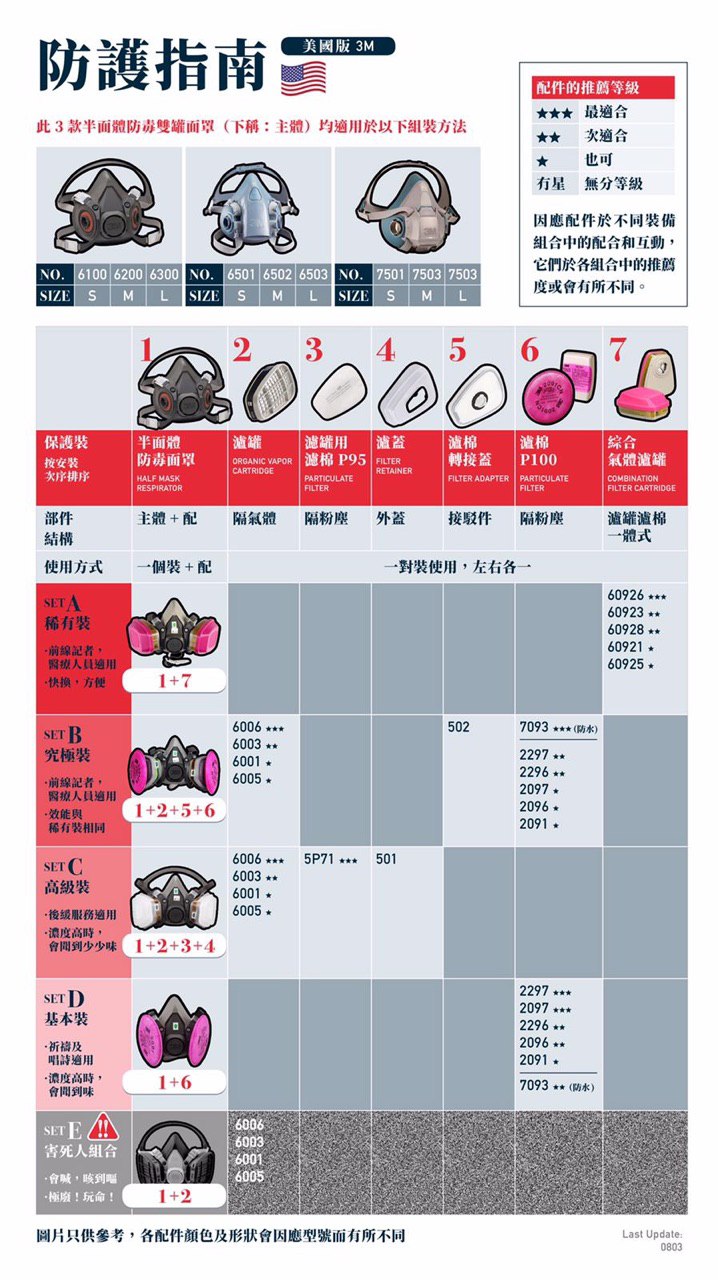 防護指南
美國版 3M
此 3 款半面體防毒雙罐面罩（下稱：主體）均適用於以下組裝方法
NO. 6100 6200 6300
SIZE S M L
NO. 6501 6502 6503
SIZE S M L
NO. 7501 7503 7503
SIZE S M L
配件的推薦等級
★★★ 最適合
★★ 次適合
★ 也可
冇星 無分等級
因應配件於不同裝備
組合中的配合和互動，
它們於各組合中的推薦
度或會有所不同。
1 2 3 4 5 6 7
保護裝
按安裝
次序排序
半面體
防毒面罩
HALF MASK
RESPIRATOR
濾罐
ORGANIC VAPOR
CARTRIDGE
濾罐用
濾棉 P95
PARTICULATE
FILTER
濾蓋
FILTER
RETAINER
濾棉
轉接蓋
FILTER ADAPTER
濾棉
P100
PARTICULATE
FILTER
綜合
氣體濾罐
COMBINATION
FILTER CARTRIDGE
部件
結構
主體 + 配
隔氣體
隔粉塵
外蓋
接駁件
隔粉塵
濾罐濾棉
一體式
使用方式
一個裝 + 配
一對裝使用，左右各一
SET A
稀有裝
·前線記者，
醫療人員適用
·快換，方便
1+7
60926 ★★★
60923 ★★
60928 ★★
60921 ★
60925 ★
SET B
究極裝
·前線記者，
醫療人員適用
·效能與
稀有裝相同
1+2+5+6
6006 ★★★
6003 ★★
6001 ★
6005 ★
502
7093 ★★★ (防水)
2297 ★★
2296 ★★
2097 ★
2096 ★
2091 ★
SET C
高級裝
·後緩服務適用
·濃度高時，
會聞到少少味
1+2+3+4
6006 ★★★
6003 ★★
6001 ★
6005 ★
5P71 ★★★
501
SET D
基本裝
·祈禱及
唱詩適用
·濃度高時，
會聞到味
1+6
2297 ★★★
2097 ★★★
2296 ★★
2096 ★★
2091 ★
7093 ★★ (防水)
SET E
害死人組合
·會喊，咳到嘔
·極廢！玩命！
1+2
6006
6003
6001
6005
圖片只供參考，各配件顏色及形狀會因應型號而有所不同
Last Update:
0803